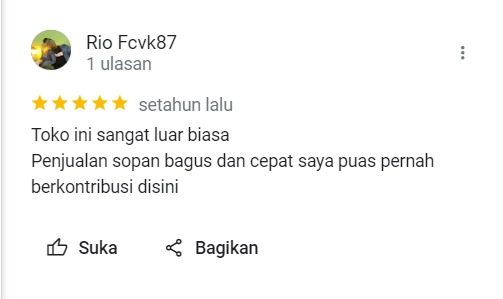 Rio Fcvk87
1 ulasan
setahun lalu
Toko ini sangat luar biasa
Penjualan sopan bagus dan cepat saya puas pernah
berkontribusi disini
Suka
Bagikan